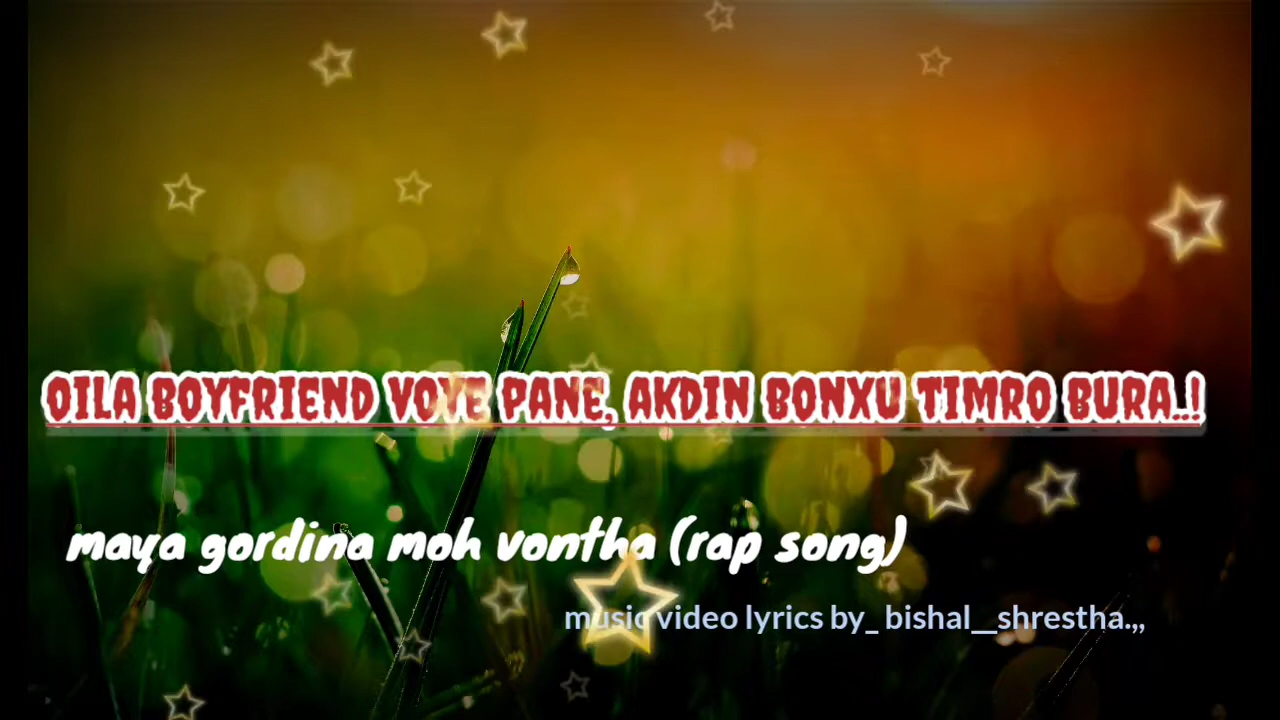 OILA BOYFRIEND VOYE PANE, AKDIN BONXU TIMRO BURA..!
maya gordina moh vontha (rap song)
music video lyrics by_ bishal__shrestha.,,